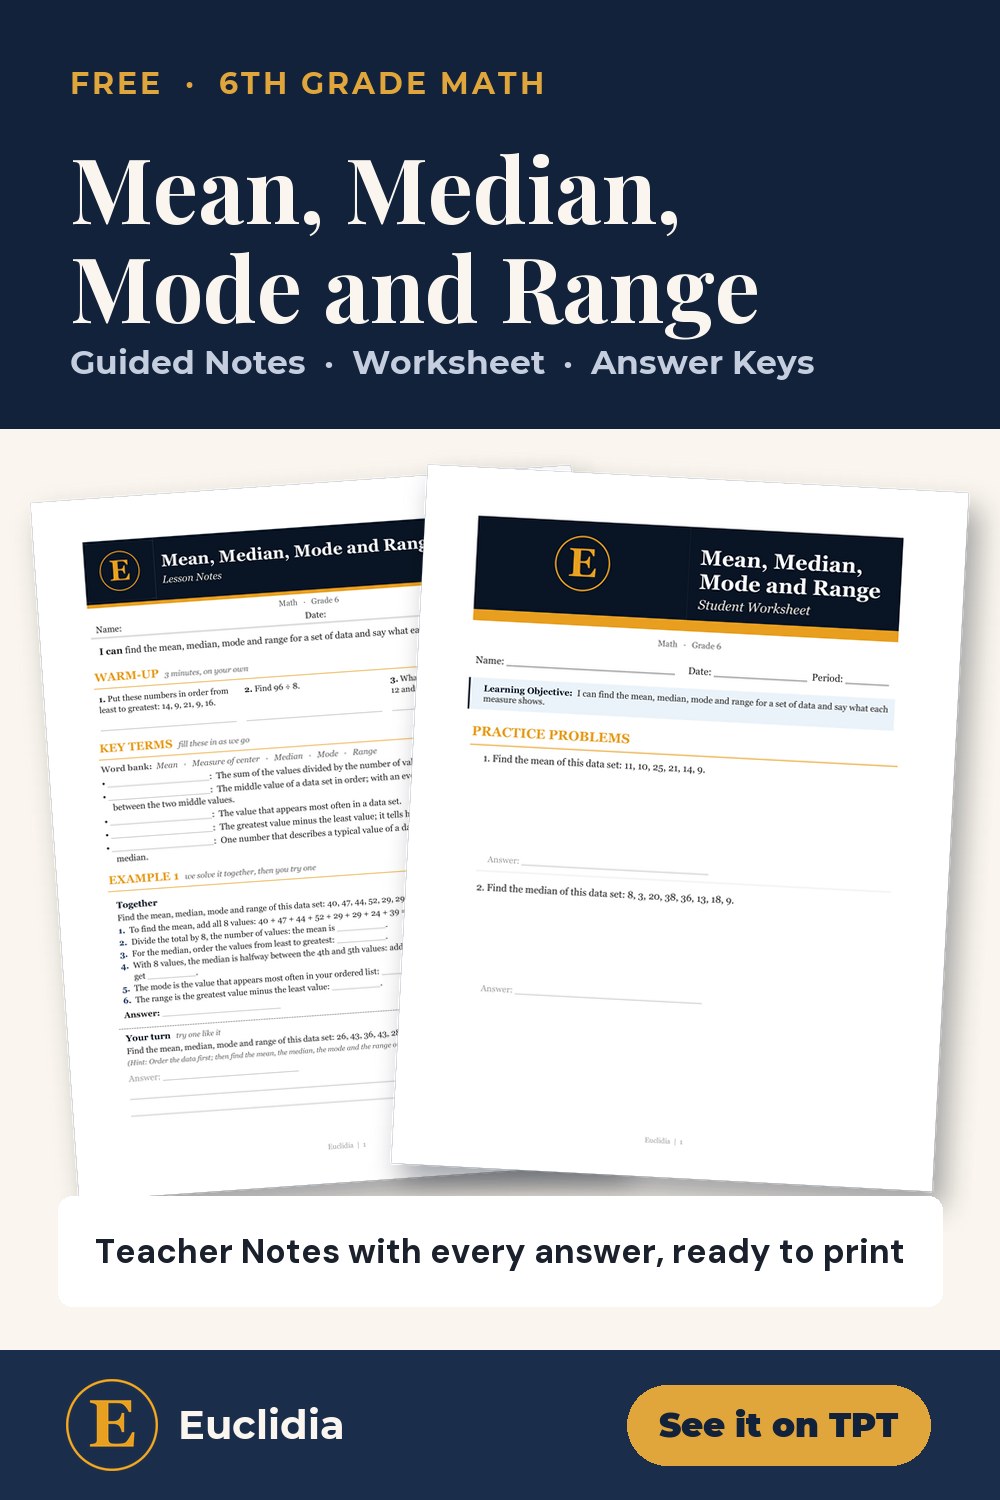 FREE · 6TH GRADE MATH
Mean, Median,
Mode and Range
Guided Notes · Worksheet · Answer Keys
E
Mean, Median, Mode and Rang
Lesson Notes
Math · Grade 6
Name:
Date:
I can find the mean, median, mode and range for a set of data and say what ea
WARM-UP 3 minutes, on your own
1. Put these numbers in order from
least to greatest: 14, 9, 21, 9, 16.
2. Find 96 ÷ 8.
3. Wha
12 and
KEY TERMS fill these in as we go
Word bank: Mean · Measure of center · Median · Mode · Range
• ____: The sum of the values divided by the number of val
• ____: The middle value of a data set in order; with an eve
between the two middle values.
• ____: The value that appears most often in a data set.
• ____: The greatest value minus the least value; it tells h
• ____: One number that describes a typical value of a da
median.
EXAMPLE 1 we solve it together, then you try one
Together
Find the mean, median, mode and range of this data set: 40, 47, 44, 52, 29, 29
1. To find the mean, add all 8 values: 40 + 47 + 44 + 52 + 29 + 29 + 24 + 39 =
2. Divide the total by 8, the number of values: the mean is ____.
3. For the median, order the values from least to greatest: ____.
4. With 8 values, the median is halfway between the 4th and 5th values: add
get ____.
5. The mode is the value that appears most often in your ordered list: ____
6. The range is the greatest value minus the least value: ____.
Answer: ____
Your turn try one like it
Find the mean, median, mode and range of this data set: 26, 43, 36, 43, 28
(Hint: Order the data first; then find the mean, the median, the mode and the range
Answer: ____
Euclidia | 1
E
Mean, Median,
Mode and Range
Student Worksheet
Math · Grade 6
Name: ____ Date: ____ Period: ____
Learning Objective: I can find the mean, median, mode and range for a set of data and say what each
measure shows.
PRACTICE PROBLEMS
1. Find the mean of this data set: 11, 10, 25, 21, 14, 9.
Answer: ____
2. Find the median of this data set: 8, 3, 20, 38, 36, 13, 18, 9.
Answer: ____
Euclidia | 1
Teacher Notes with every answer, ready to print
E
Euclidia
See it on TPT